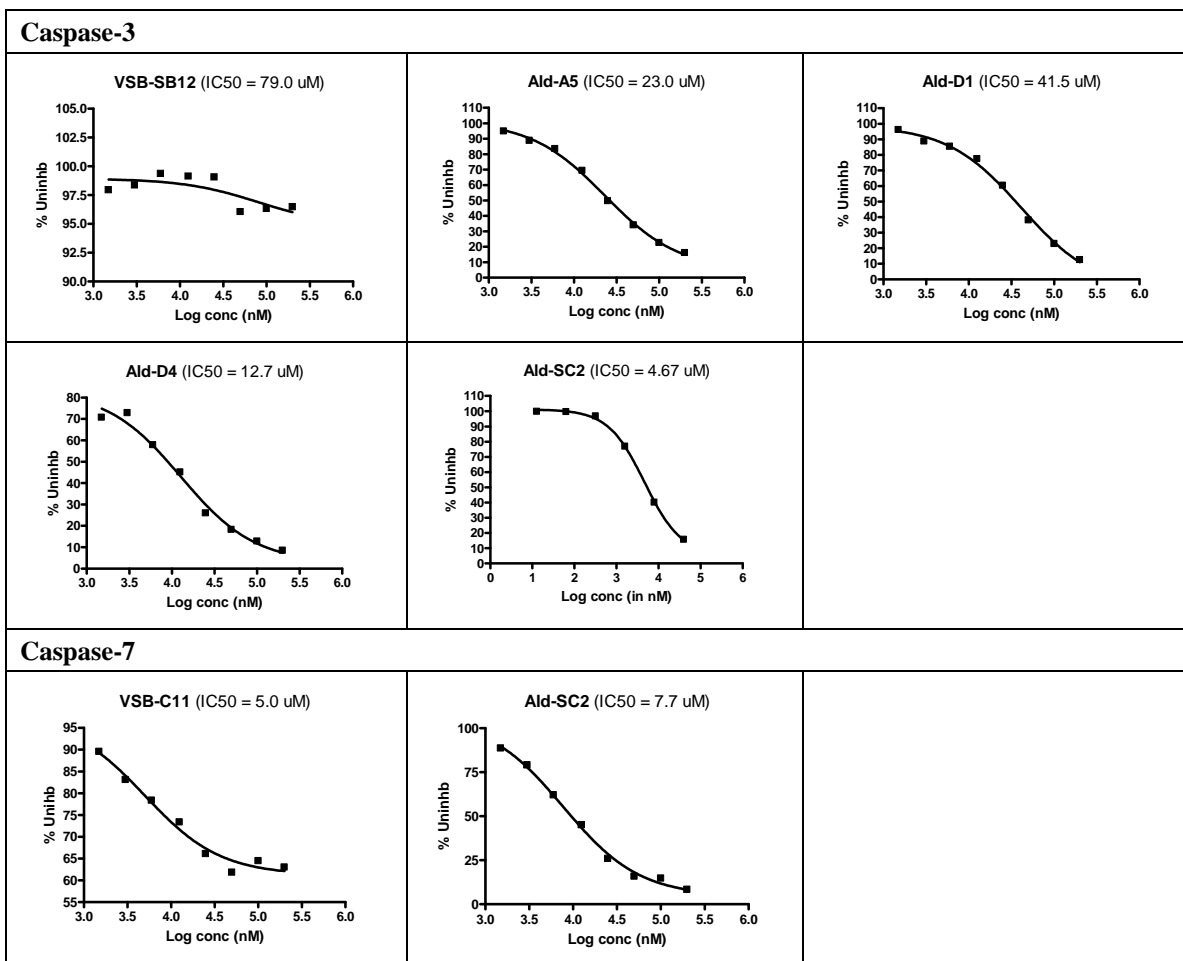 Caspase-3
VSB-SB12 (IC50 = 79.0 uM)
105.0
102.5
100.0
97.5
95.0
92.5
90.0
% Uninhb
3.0 3.5 4.0 4.5 5.0 5.5 6.0
Log conc (nM)
Ald-A5 (IC50 = 23.0 uM)
110
100
90
80
70
60
50
40
30
20
10
0
% Uninhb
3.0 3.5 4.0 4.5 5.0 5.5 6.0
Log conc (nM)
Ald-D1 (IC50 = 41.5 uM)
110
100
90
80
70
60
50
40
30
20
10
0
% Uninhb
3.0 3.5 4.0 4.5 5.0 5.5 6.0
Log conc (nM)
Ald-D4 (IC50 = 12.7 uM)
80
70
60
50
40
30
20
10
0
% Uninhb
3.0 3.5 4.0 4.5 5.0 5.5 6.0
Log conc (nM)
Ald-SC2 (IC50 = 4.67 uM)
110
100
90
80
70
60
50
40
30
20
10
0
% Uninhb
0 1 2 3 4 5 6
Log conc (in nM)
Caspase-7
VSB-C11 (IC50 = 5.0 uM)
95
90
85
80
75
70
65
60
55
% Unihb
3.0 3.5 4.0 4.5 5.0 5.5 6.0
Log conc (nM)
Ald-SC2 (IC50 = 7.7 uM)
100
75
50
25
0
% Uninhb
3.0 3.5 4.0 4.5 5.0 5.5 6.0
Log conc (nM)